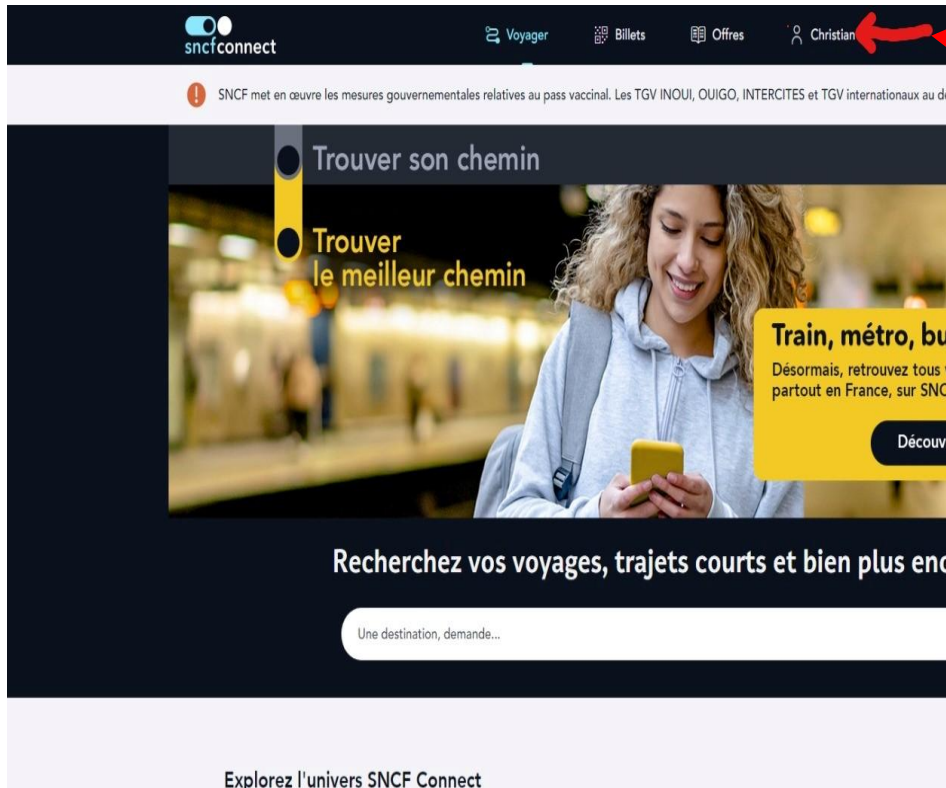 sncfconnect
Voyager
Billets
Offres
Christian
SNCF met en œuvre les mesures gouvernementales relatives au pass vaccinal. Les TGV INOUI, OUIGO, INTERCITES et TGV internationaux au d
Trouver son chemin
Trouver
le meilleur chemin
Train, métro, bu
Désormais, retrouvez tous
partout en France, sur SNC
Découv
Recherchez vos voyages, trajets courts et bien plus enc
Une destination, demande...
Explorez l'univers SNCF Connect